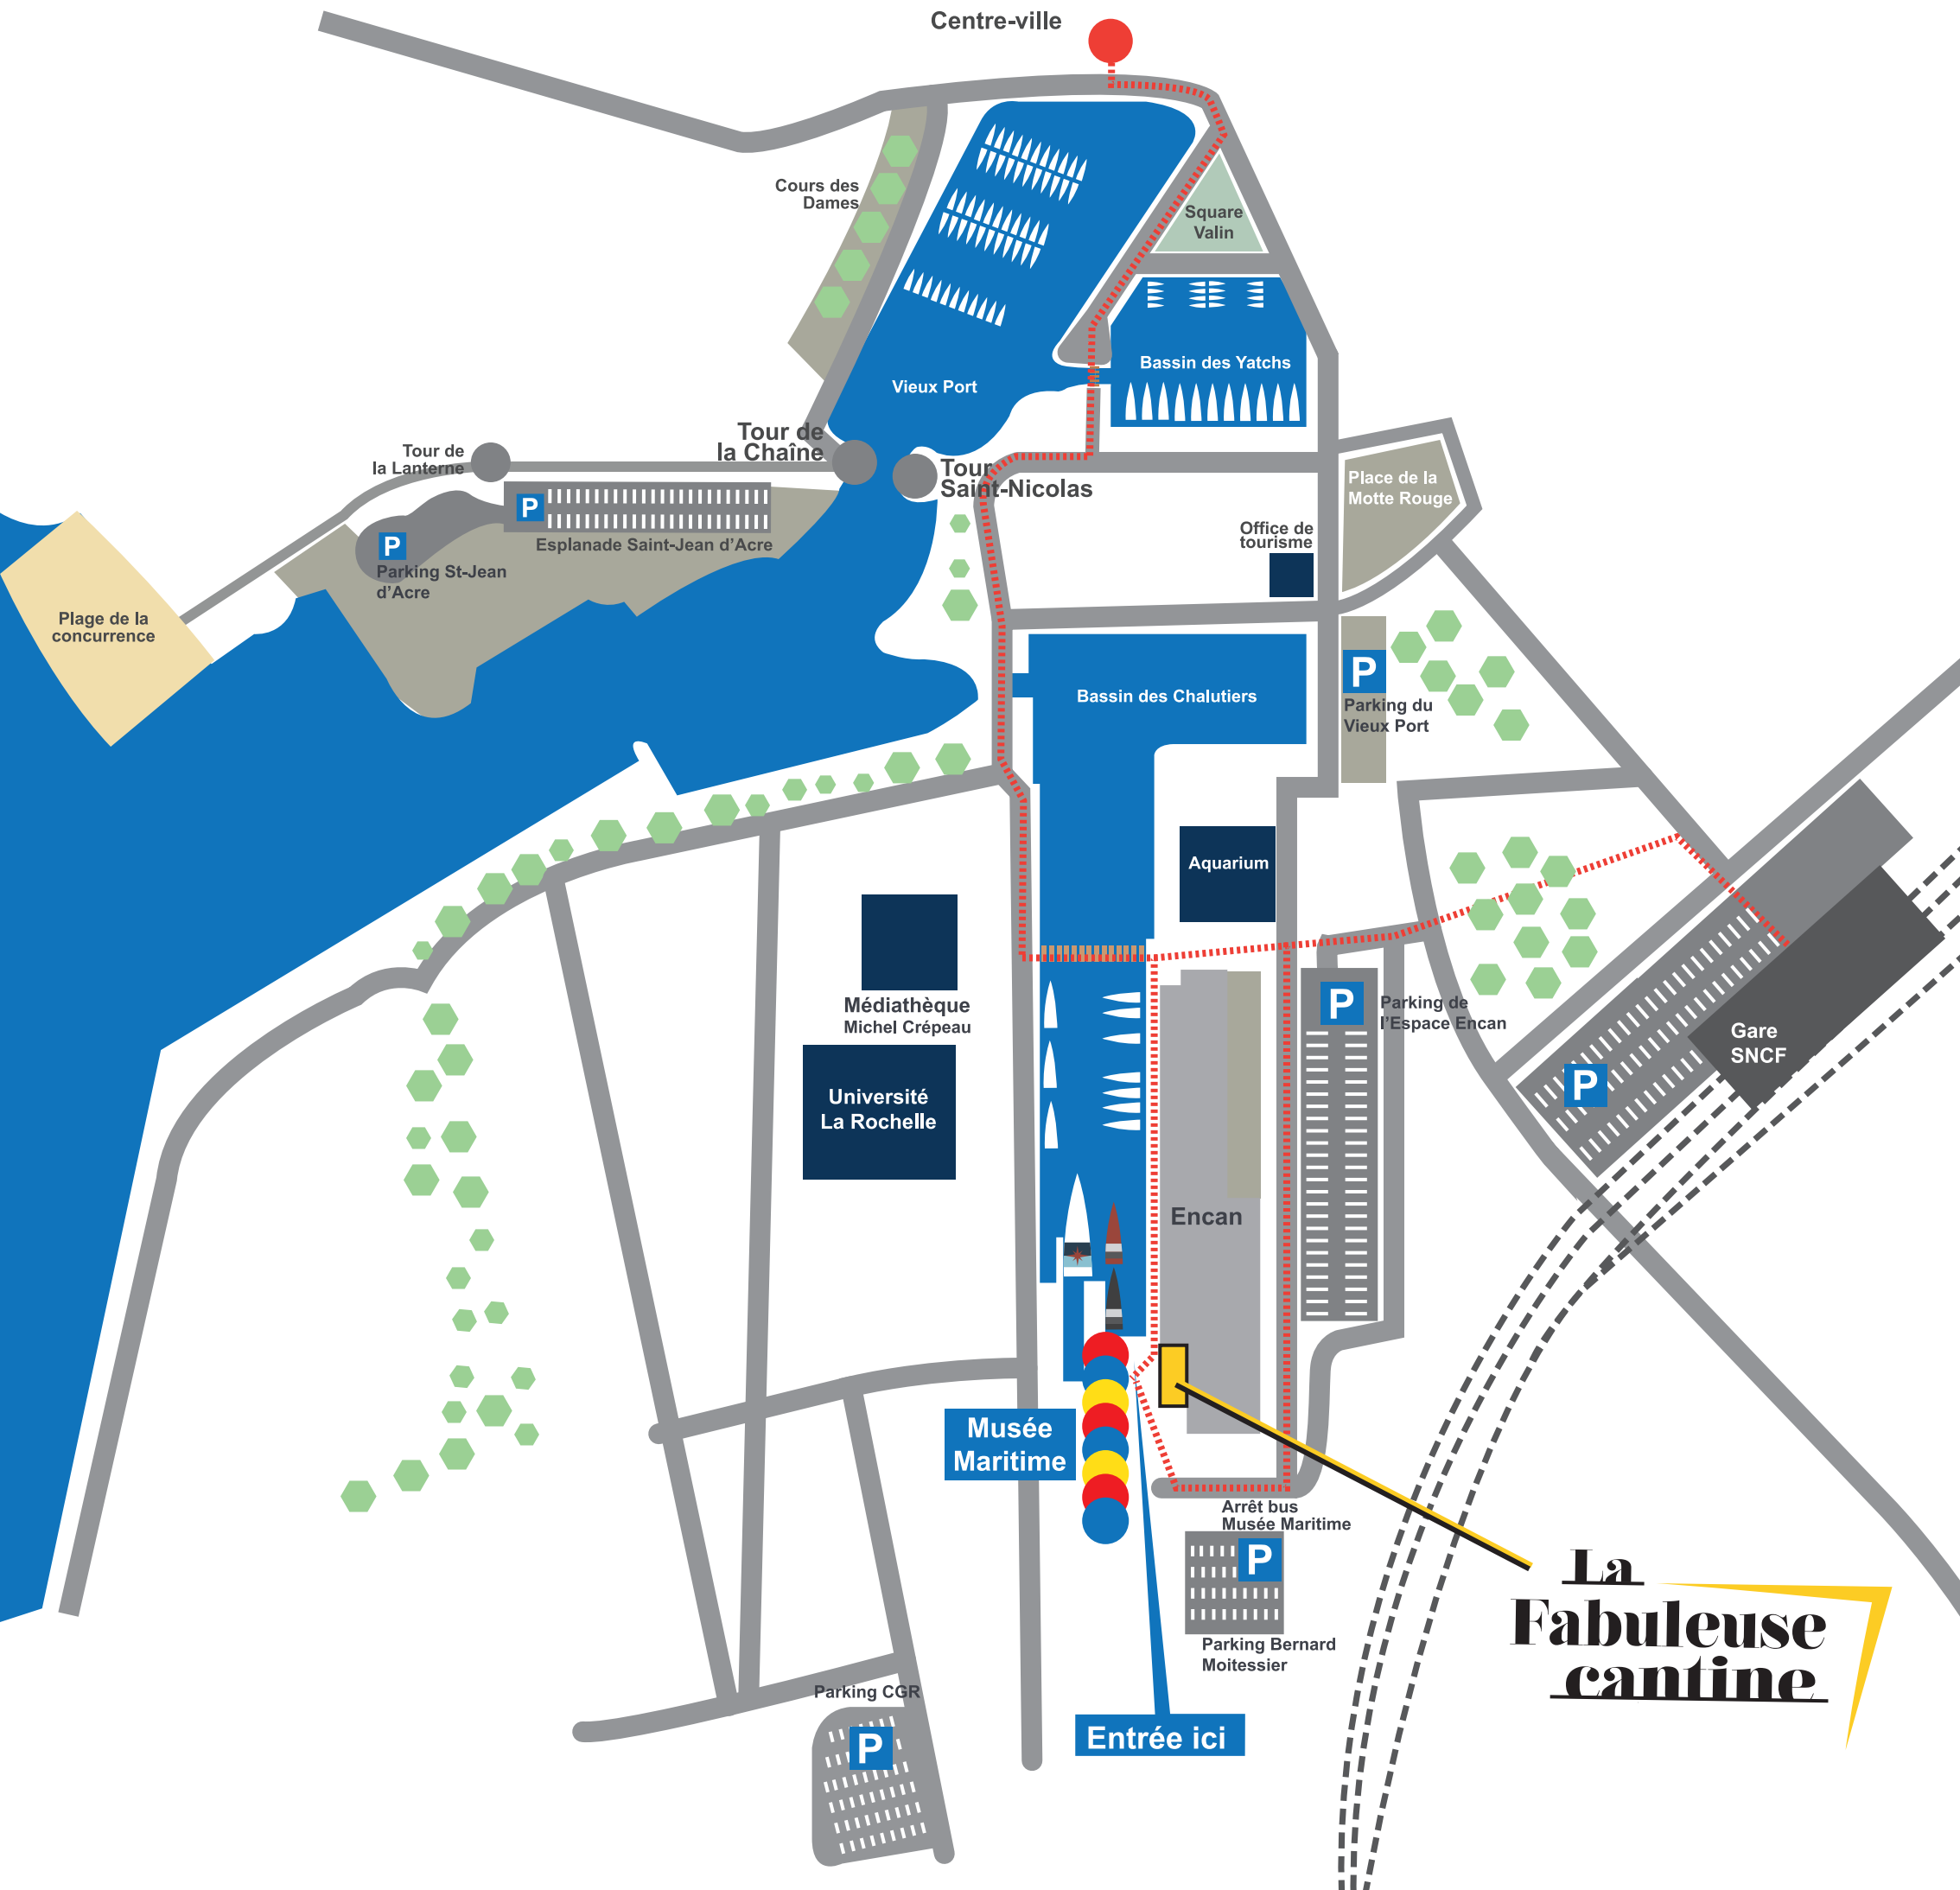 Centre-ville
Cours des
Dames
Square
Valin
Bassin des Yatchs
Vieux Port
Tour de
la Chaîne
Tour de
la Lanterne
Tour
Saint-Nicolas
Place de la
Motte Rouge
P
Esplanade Saint-Jean d'Acre
P
Parking St-Jean
d'Acre
Office de
tourisme
Plage de la
concurrence
P
Parking du
Vieux Port
Bassin des Chalutiers
Aquarium
Médiathèque
Michel Crépeau
P
Parking de
l'Espace Encan
Gare
SNCF
P
Université
La Rochelle
Encan
Musée
Maritime
Arrêt bus
Musée Maritime
P
Parking Bernard
Moitessier
La
Fabuleuse
cantine
Parking CGR
P
Entrée ici